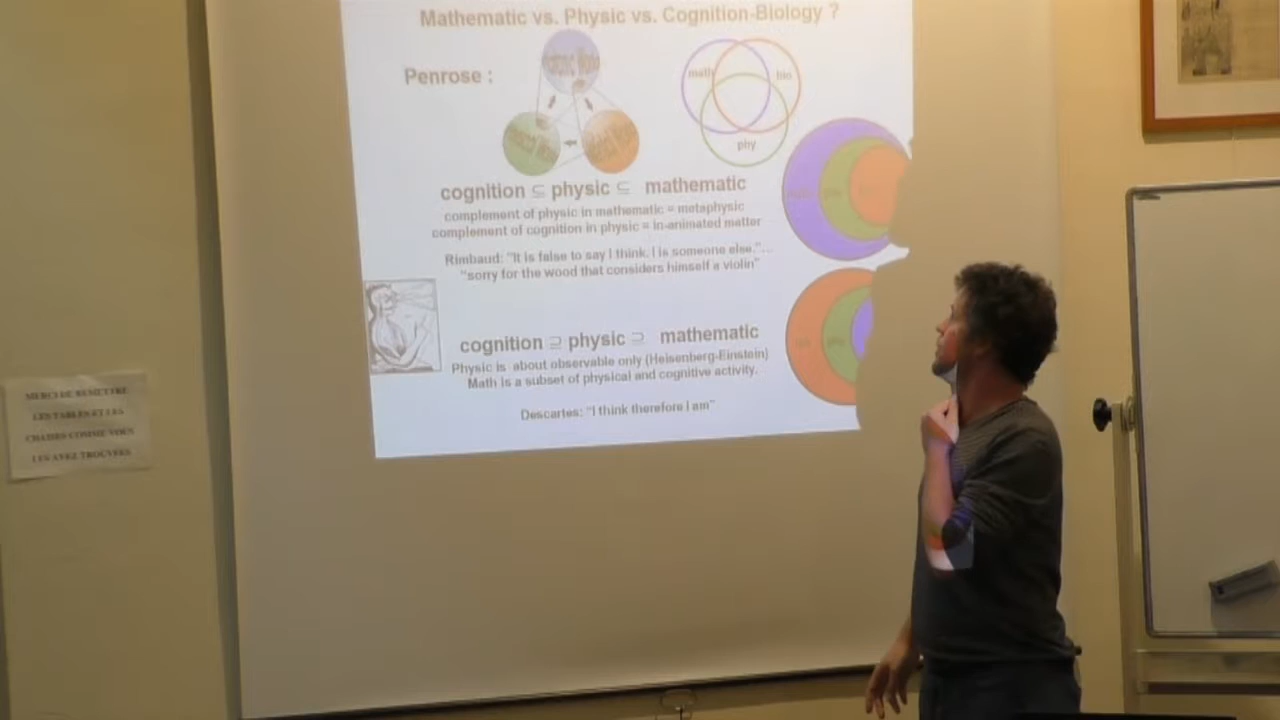 Mathematic vs. Physic vs. Cognition-Biology ?
Penrose :
math
bio
phy
cognition ⊆ physic ⊆ mathematic
complement of physic in mathematic = metaphysic
complement of cognition in physic = in-animated matter
Rimbaud: "It is false to say I think. I is someone else."...
"sorry for the wood that considers himself a violin"
cognition ⊇ physic ⊇ mathematic
Physic is about observable only (Heisenberg-Einstein)
Math is a subset of physical and cognitive activity.
Descartes: "I think therefore I am"
MERCI DE REMETTRE
LES TABLES ET LES
CHAISES COMME VOUS
LES AVEZ TROUVEES